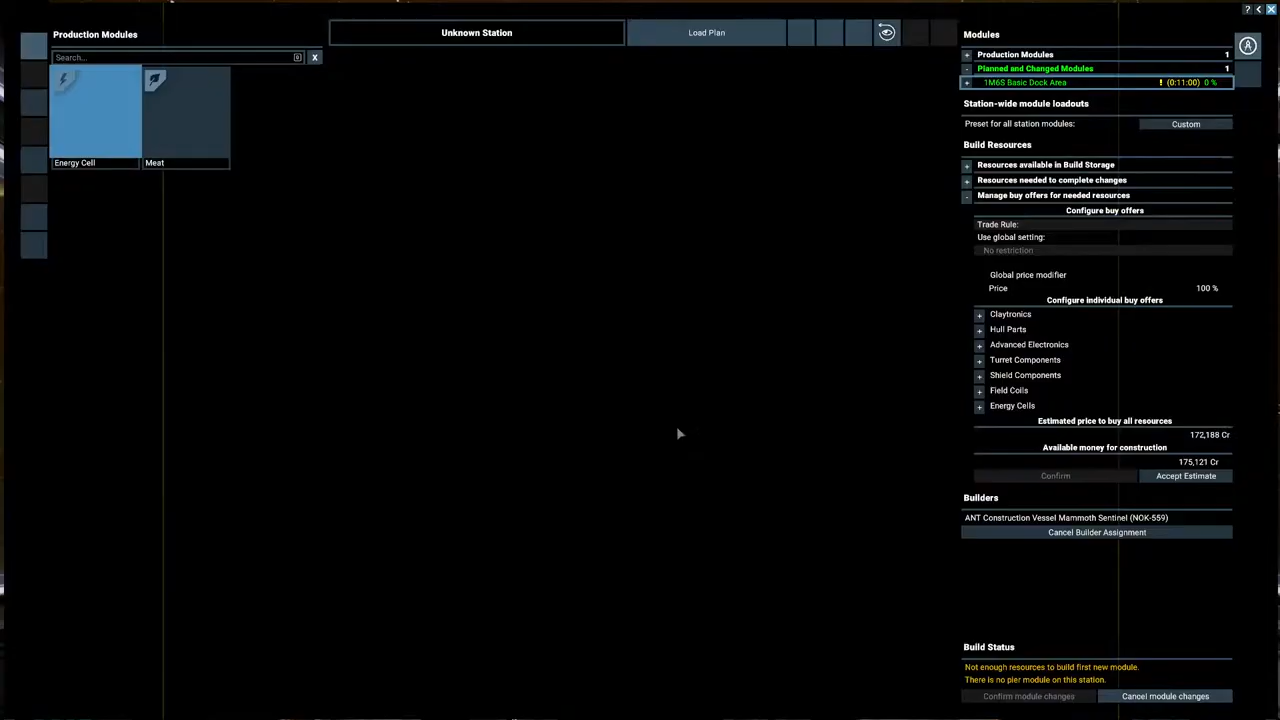 Production Modules
Search...
X
Energy Cell
Meat
Unknown Station
Load Plan
?
Modules
+ Production Modules 1
- Planned and Changed Modules 1
+ 1M6S Basic Dock Area ! (0:11:00) 0 %
Station-wide module loadouts
Preset for all station modules: Custom
Build Resources
+ Resources available in Build Storage
+ Resources needed to complete changes
- Manage buy offers for needed resources
Configure buy offers
Trade Rule:
Use global setting:
No restriction
Global price modifier
Price 100 %
Configure individual buy offers
+ Claytronics
+ Hull Parts
+ Advanced Electronics
+ Turret Components
+ Shield Components
+ Field Coils
+ Energy Cells
Estimated price to buy all resources
172,188 Cr
Available money for construction
175,121 Cr
Confirm Accept Estimate
Builders
ANT Construction Vessel Mammoth Sentinel (NOK-559)
Cancel Builder Assignment
Build Status
Not enough resources to build first new module.
There is no pier module on this station.
Confirm module changes Cancel module changes